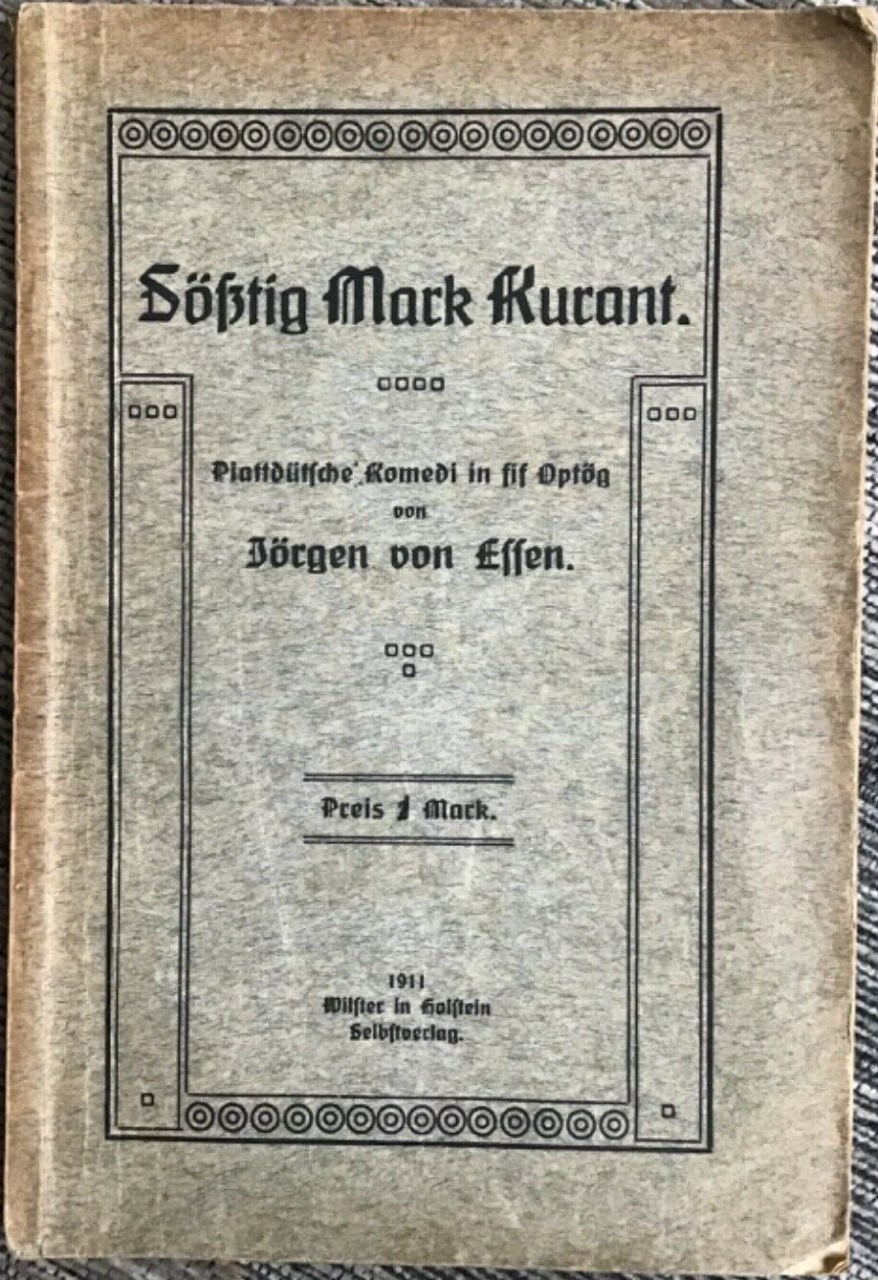 Sößtig Mark Kurant.
Plattdütsche Komedi in fif Optög
von
Jörgen von Essen.
Preis 1 Mark.
1911
Wilster in Holstein
Selbstverlag.